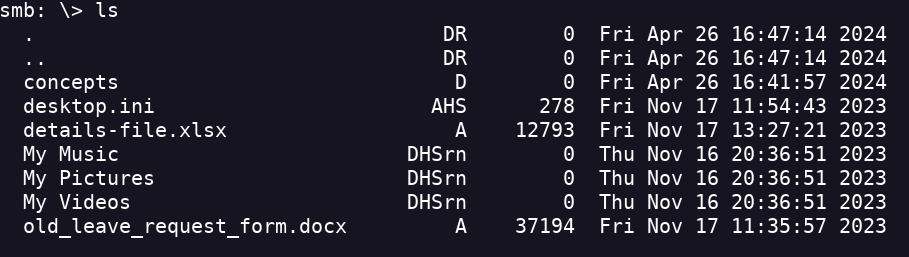 smb: \> ls
  .                                  DR        0  Fri Apr 26 16:47:14 2024
  ..                                 DR        0  Fri Apr 26 16:47:14 2024
  concepts                            D        0  Fri Apr 26 16:41:57 2024
  desktop.ini                       AHS      278  Fri Nov 17 11:54:43 2023
  details-file.xlsx                   A    12793  Fri Nov 17 13:27:21 2023
  My Music                        DHSrn        0  Thu Nov 16 20:36:51 2023
  My Pictures                     DHSrn        0  Thu Nov 16 20:36:51 2023
  My Videos                       DHSrn        0  Thu Nov 16 20:36:51 2023
  old_leave_request_form.docx         A    37194  Fri Nov 17 11:35:57 2023